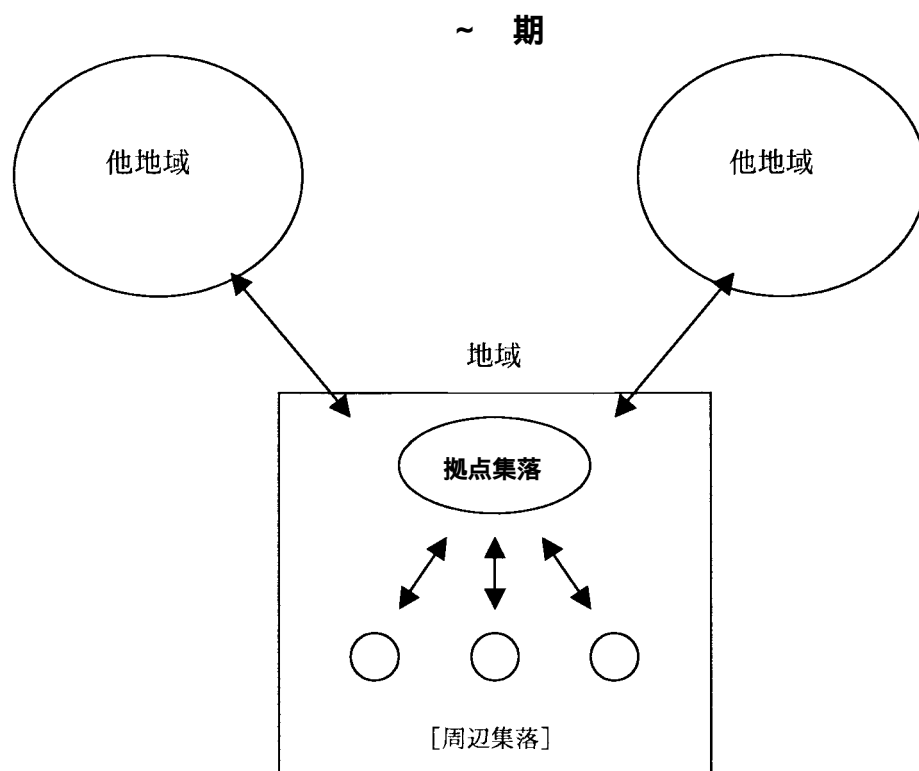 ~ 期
他地域
他地域
地域
拠点集落
［周辺集落］